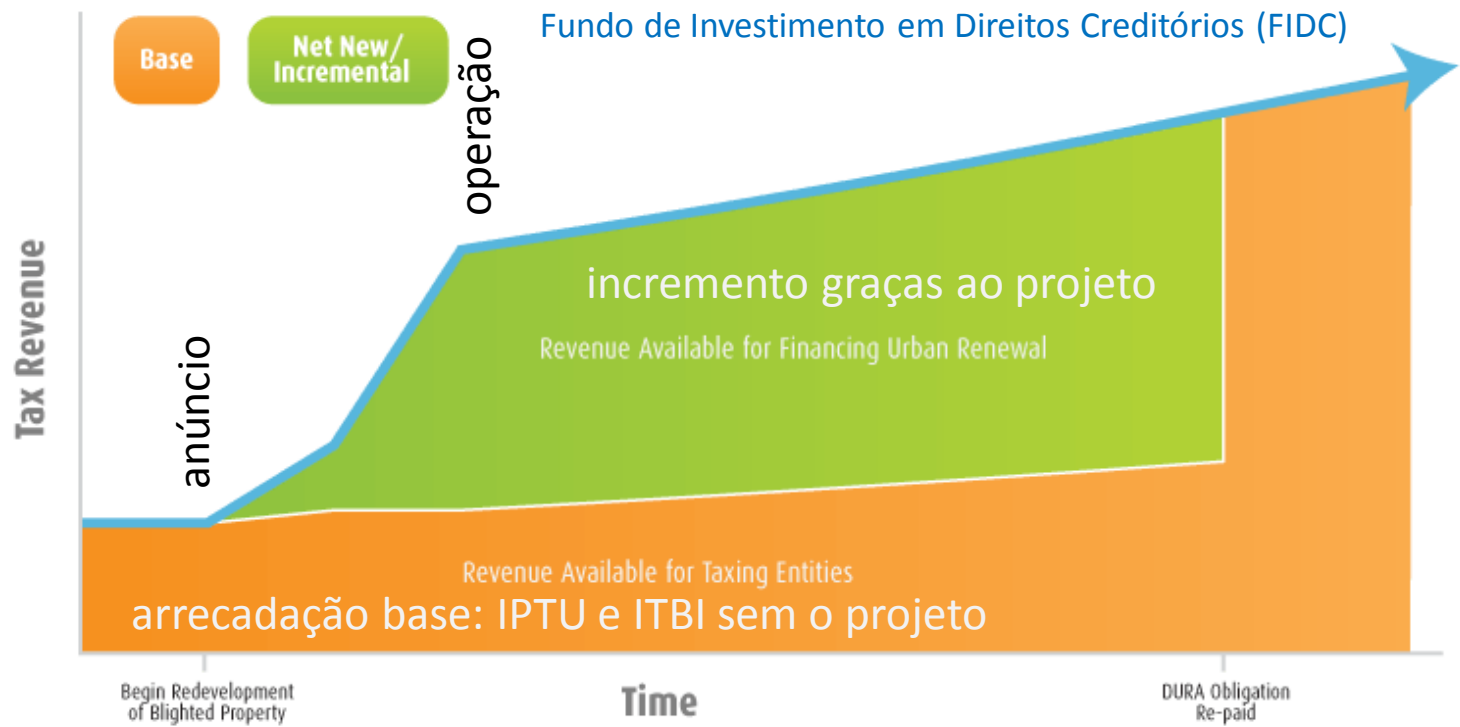 Fundo de Investimento em Direitos Creditórios (FIDC)
Base
Net New/
Incremental
operação
anúncio
Tax Revenue
incremento graças ao projeto
Revenue Available for Financing Urban Renewal
Revenue Available for Taxing Entities
arrecadação base: IPTU e ITBI sem o projeto
Begin Redevelopment
of Blighted Property
Time
DURA Obligation
Re-paid